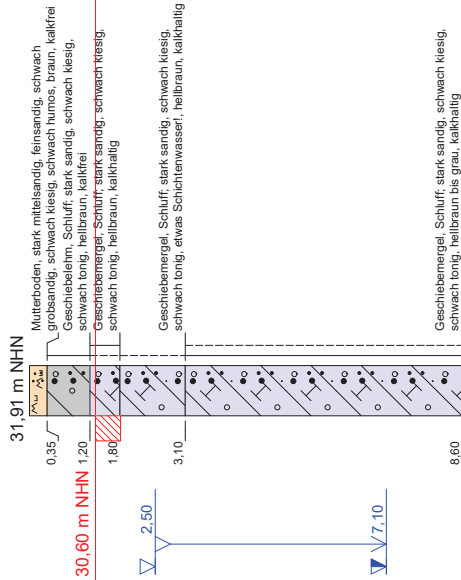 31,91 m NHN
Mutterboden, stark mittelsandig, feinsandig, schwach
grobsandig, schwach kiesig, schwach humos, braun, kalkfrei
0,35
Geschiebelehm, Schluff; stark sandig, schwach kiesig,
schwach tonig, hellbraun, kalkfrei
1,20
30,60 m NHN
Geschiebemergel, Schluff; stark sandig, schwach kiesig,
schwach tonig, hellbraun, kalkhaltig
1,80
Geschiebemergel, Schluff; stark sandig, schwach kiesig,
schwach tonig, etwas Schichtenwasser!, hellbraun, kalkhaltig
3,10
2,50
7,10
Geschiebemergel, Schluff; stark sandig, schwach kiesig,
schwach tonig, hellbraun bis grau, kalkhaltig
8,60